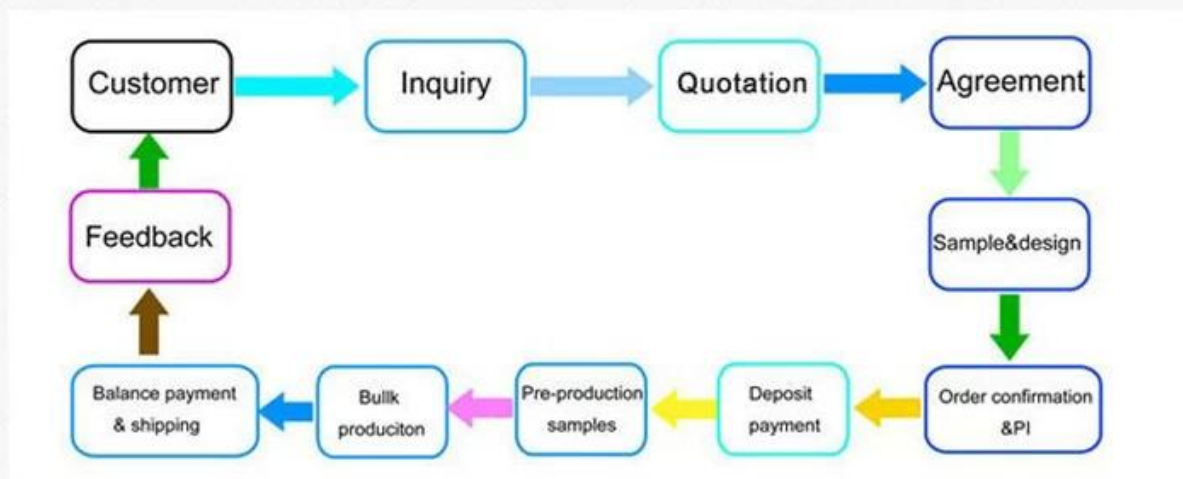 Customer
Inquiry
Quotation
Agreement
Sample&design
Order confirmation
&PI
Deposit
payment
Pre-production
samples
Bullk
produciton
Balance payment
& shipping
Feedback